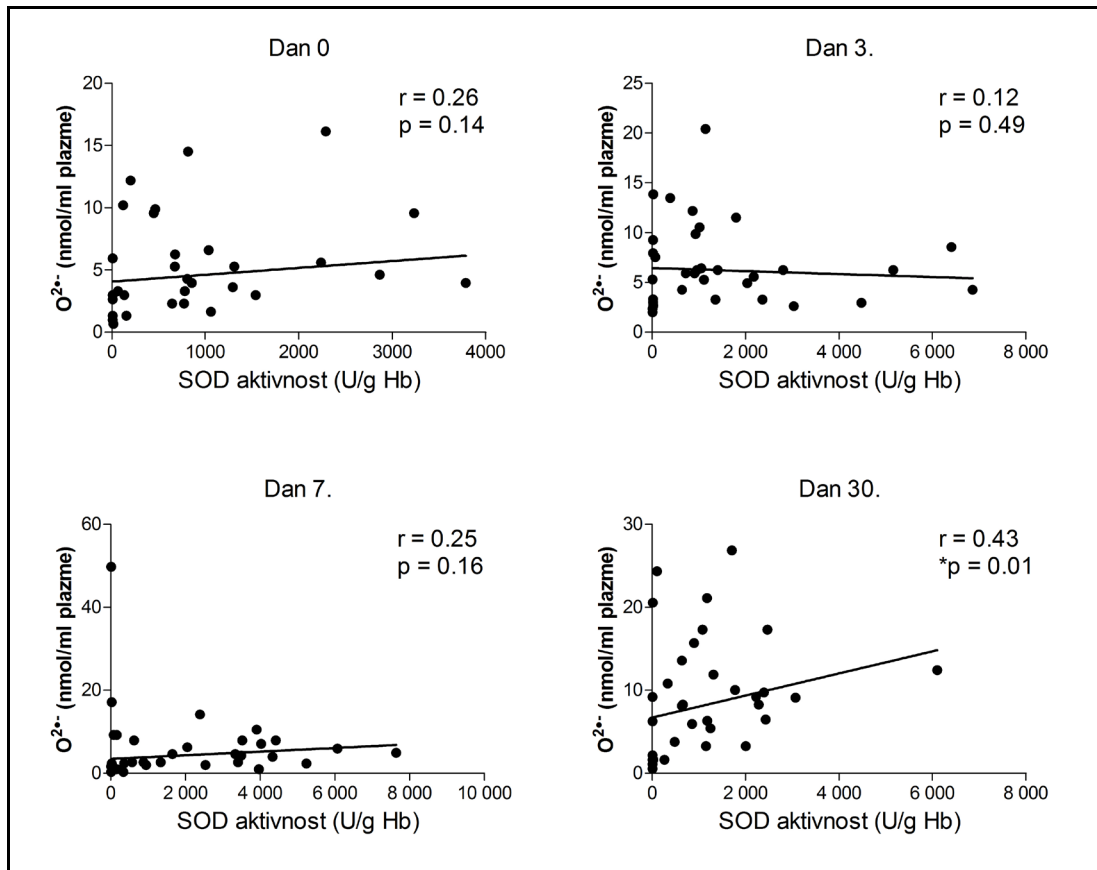 Dan 0
r = 0.26
p = 0.14
O²•- (nmol/ml plazme)
20
15
10
5
0
0 1000 2000 3000 4000
SOD aktivnost (U/g Hb)
Dan 3.
r = 0.12
p = 0.49
O²•- (nmol/ml plazme)
25
20
15
10
5
0
0 2 000 4 000 6 000 8 000
SOD aktivnost (U/g Hb)
Dan 7.
r = 0.25
p = 0.16
O²•- (nmol/ml plazme)
60
40
20
0
0 2 000 4 000 6 000 8 000 10 000
SOD aktivnost (U/g Hb)
Dan 30.
r = 0.43
*p = 0.01
O²•- (nmol/ml plazme)
30
20
10
0
0 2 000 4 000 6 000 8 000
SOD aktivnost (U/g Hb)